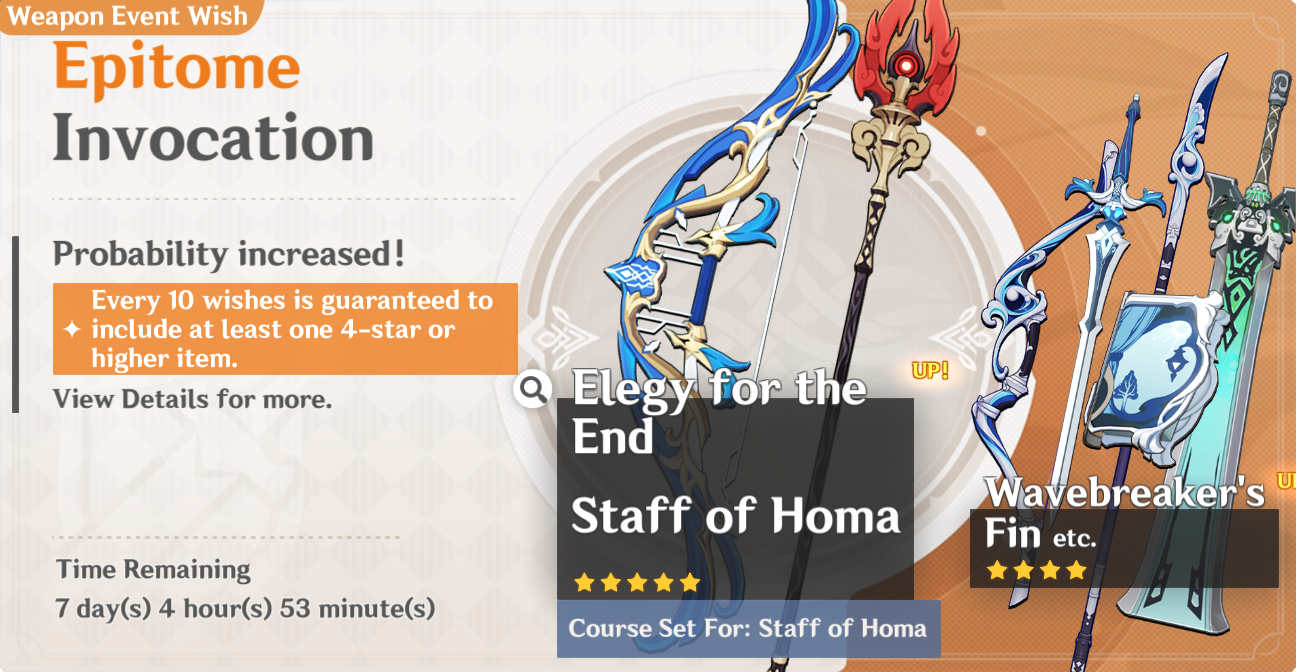 Weapon Event Wish
Epitome
Invocation
Probability increased!
Every 10 wishes is guaranteed to
include at least one 4-star or
higher item.
View Details for more.
Time Remaining
7 day(s) 4 hour(s) 53 minute(s)
UP!
Elegy for the
End
Staff of Homa
Course Set For: Staff of Homa
Wavebreaker's
Fin etc.